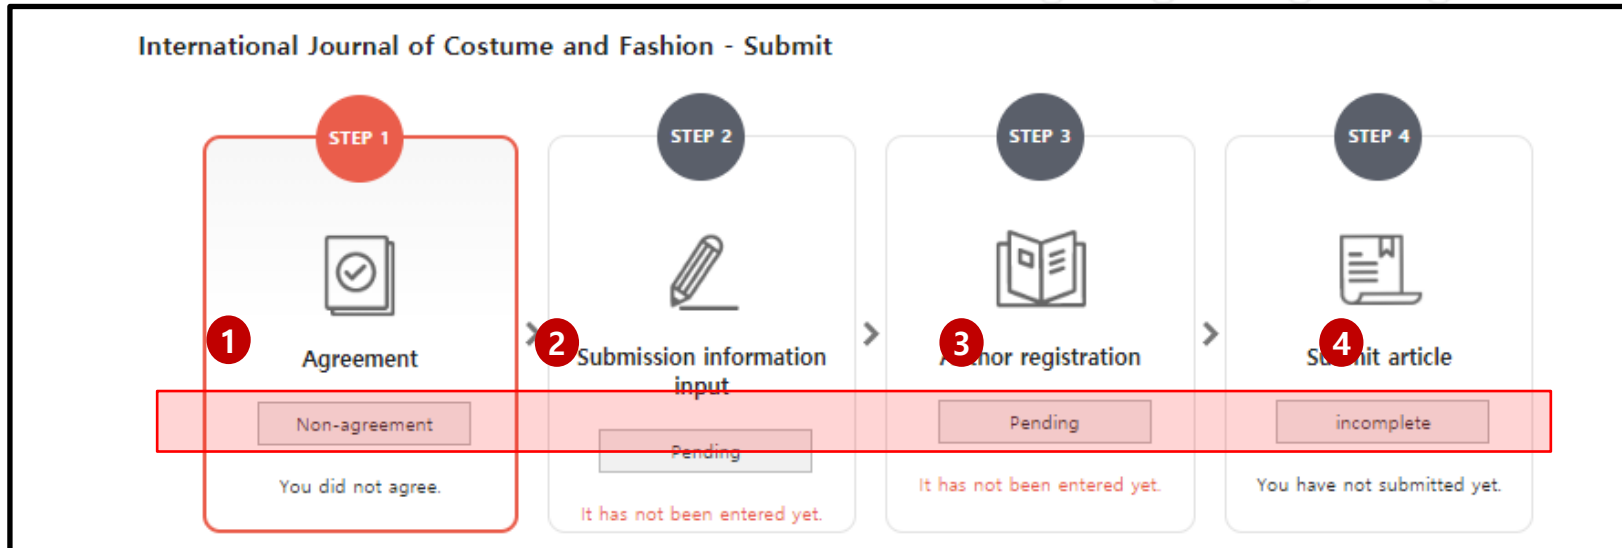 International Journal of Costume and Fashion - Submit
STEP 1
STEP 2
STEP 3
STEP 4
1
Agreement
Non-agreement
You did not agree.
2
Submission information
input
Pending
It has not been entered yet.
3
registration
Pending
It has not been entered yet.
4
article
incomplete
You have not submitted yet.